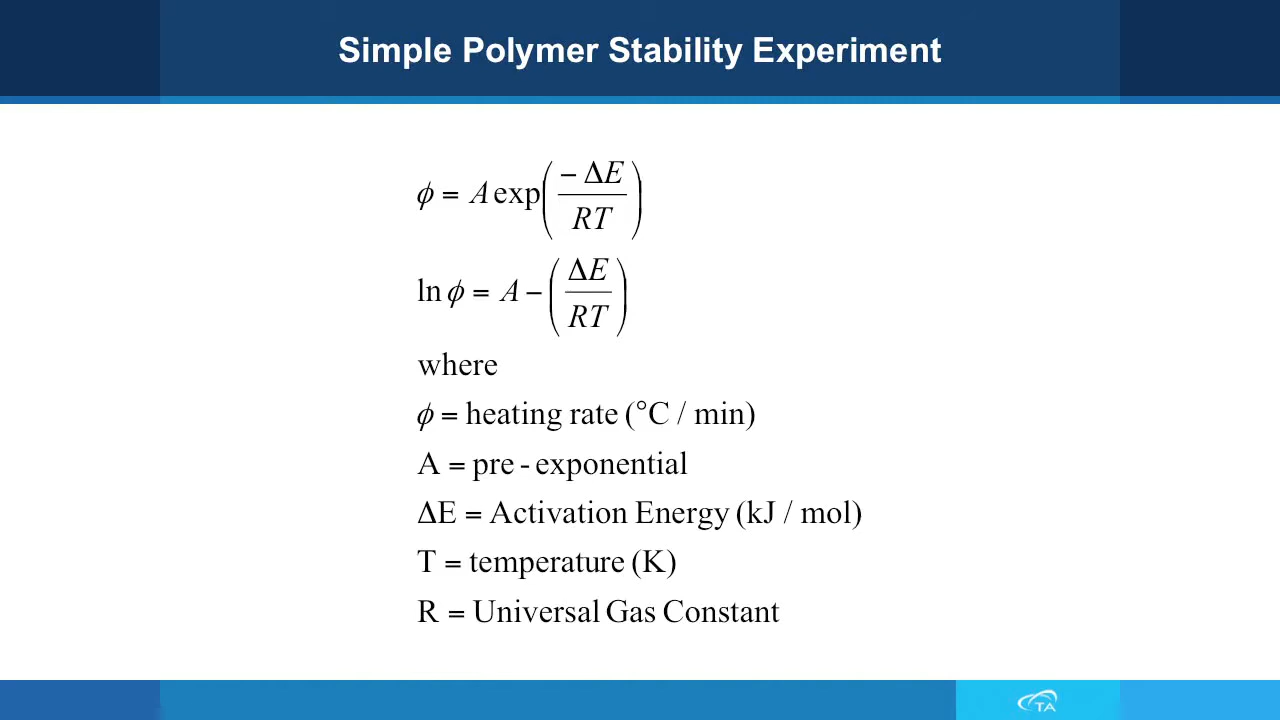 Simple Polymer Stability Experiment
ϕ = A exp(−ΔE / RT)
ln ϕ = A − (ΔE / RT)
where
ϕ = heating rate (°C / min)
A = pre - exponential
ΔE = Activation Energy (kJ / mol)
T = temperature (K)
R = Universal Gas Constant
TA